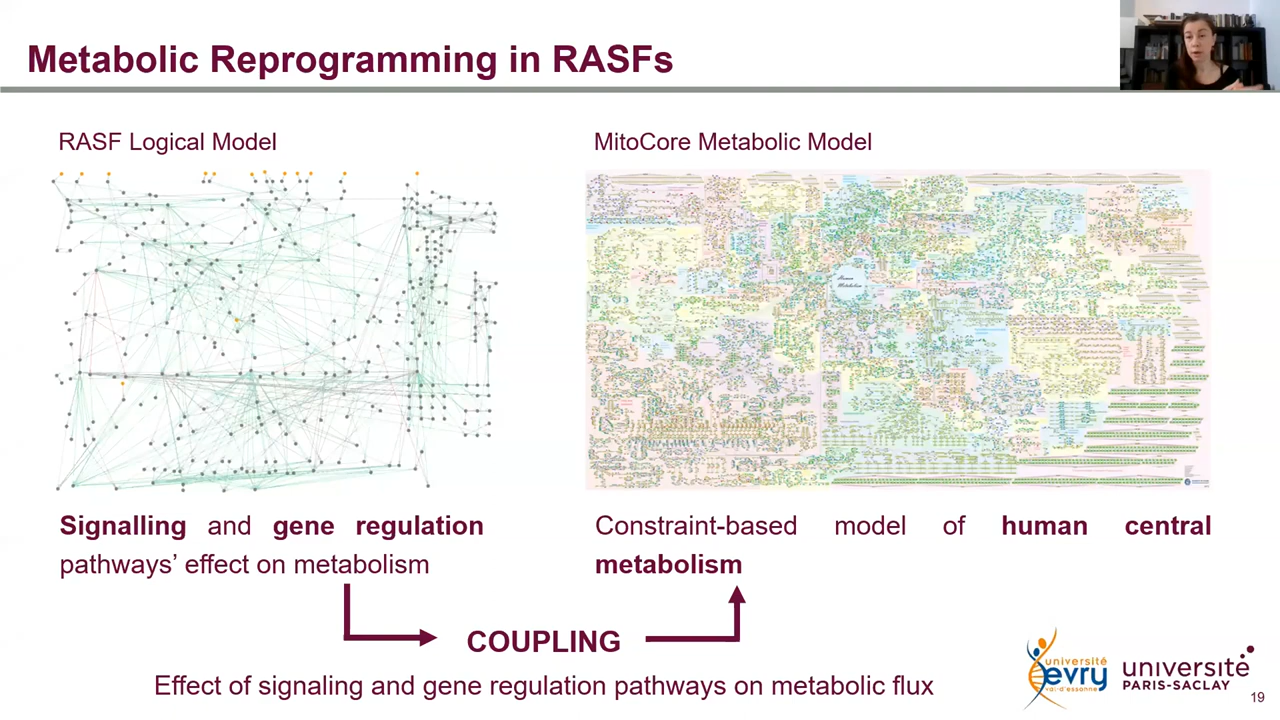 Metabolic Reprogramming in RASFs
RASF Logical Model
MitoCore Metabolic Model
Human
Metabolism
Signalling and gene regulation
pathways’ effect on metabolism
Constraint-based model of human central
metabolism
COUPLING
Effect of signaling and gene regulation pathways on metabolic flux
université
evry
val-d'essonne
université
PARIS-SACLAY
19